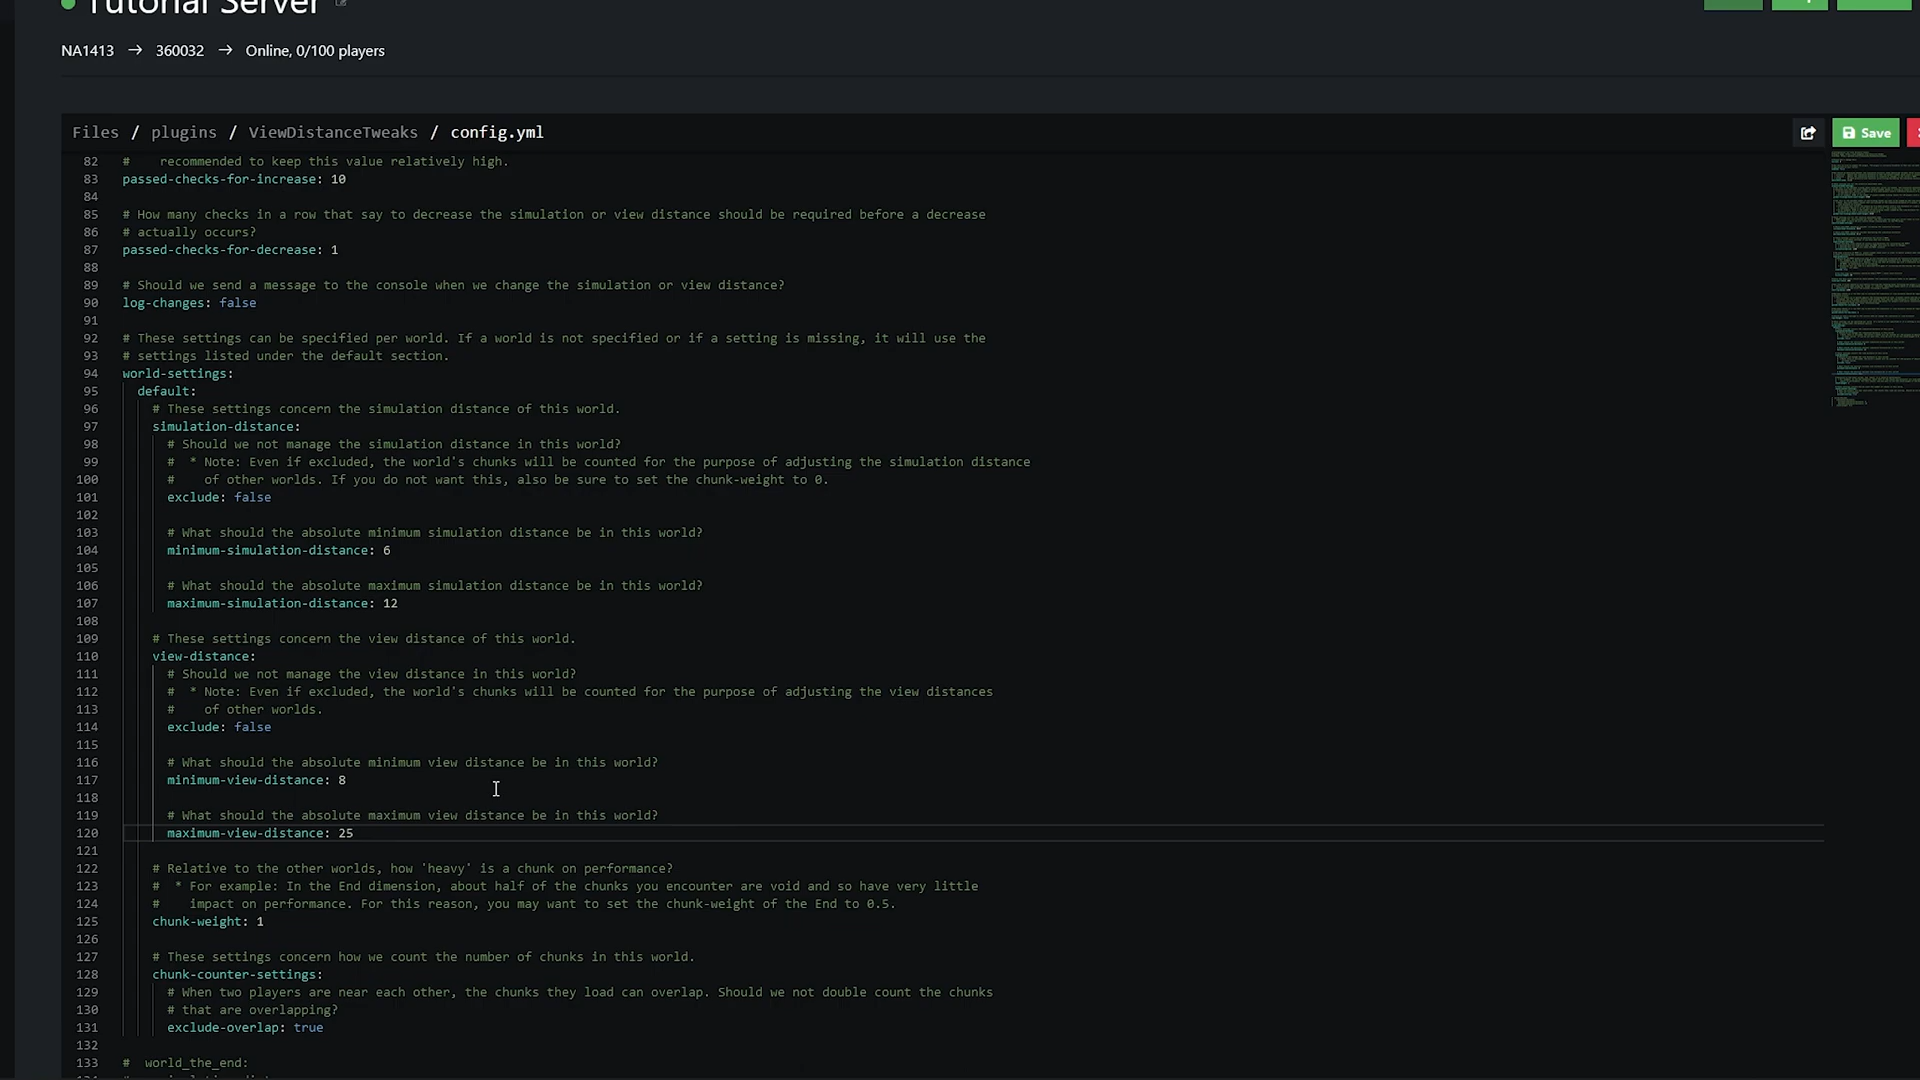 Tutorial Server
NA1413 → 360032 → Online, 0/100 players
Files / plugins / ViewDistanceTweaks / config.yml
Save
82 #    recommended to keep this value relatively high.
83 passed-checks-for-increase: 10
84
85 # How many checks in a row that say to decrease the simulation or view distance should be required before a decrease
86 # actually occurs?
87 passed-checks-for-decrease: 1
88
89 # Should we send a message to the console when we change the simulation or view distance?
90 log-changes: false
91
92 # These settings can be specified per world. If a world is not specified or if a setting is missing, it will use the
93 # settings listed under the default section.
94 world-settings:
95   default:
96     # These settings concern the simulation distance of this world.
97     simulation-distance:
98       # Should we not manage the simulation distance in this world?
99       #  * Note: Even if excluded, the world's chunks will be counted for the purpose of adjusting the simulation distance
100       #    of other worlds. If you do not want this, also be sure to set the chunk-weight to 0.
101       exclude: false
102
103       # What should the absolute minimum simulation distance be in this world?
104       minimum-simulation-distance: 6
105
106       # What should the absolute maximum simulation distance be in this world?
107       maximum-simulation-distance: 12
108
109     # These settings concern the view distance of this world.
110     view-distance:
111       # Should we not manage the view distance in this world?
112       #  * Note: Even if excluded, the world's chunks will be counted for the purpose of adjusting the view distances
113       #    of other worlds.
114       exclude: false
115
116       # What should the absolute minimum view distance be in this world?
117       minimum-view-distance: 8
118
119       # What should the absolute maximum view distance be in this world?
120       maximum-view-distance: 25
121
122     # Relative to the other worlds, how 'heavy' is a chunk on performance?
123     #  * For example: In the End dimension, about half of the chunks you encounter are void and so have very little
124     #    impact on performance. For this reason, you may want to set the chunk-weight of the End to 0.5.
125     chunk-weight: 1
126
127     # These settings concern how we count the number of chunks in this world.
128     chunk-counter-settings:
129       # When two players are near each other, the chunks they load can overlap. Should we not double count the chunks
130       # that are overlapping?
131       exclude-overlap: true
132
133 #  world_the_end: